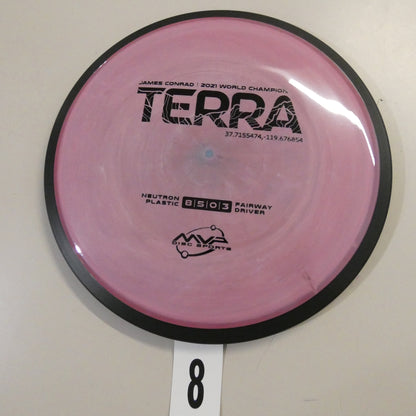 JAMES CONRAD | 2021 WORLD CHAMPION
TERRA
37.7155474,-119.676854
NEUTRON PLASTIC 8|5|0|3 FAIRWAY DRIVER
MVP
DISC SPORTS
8